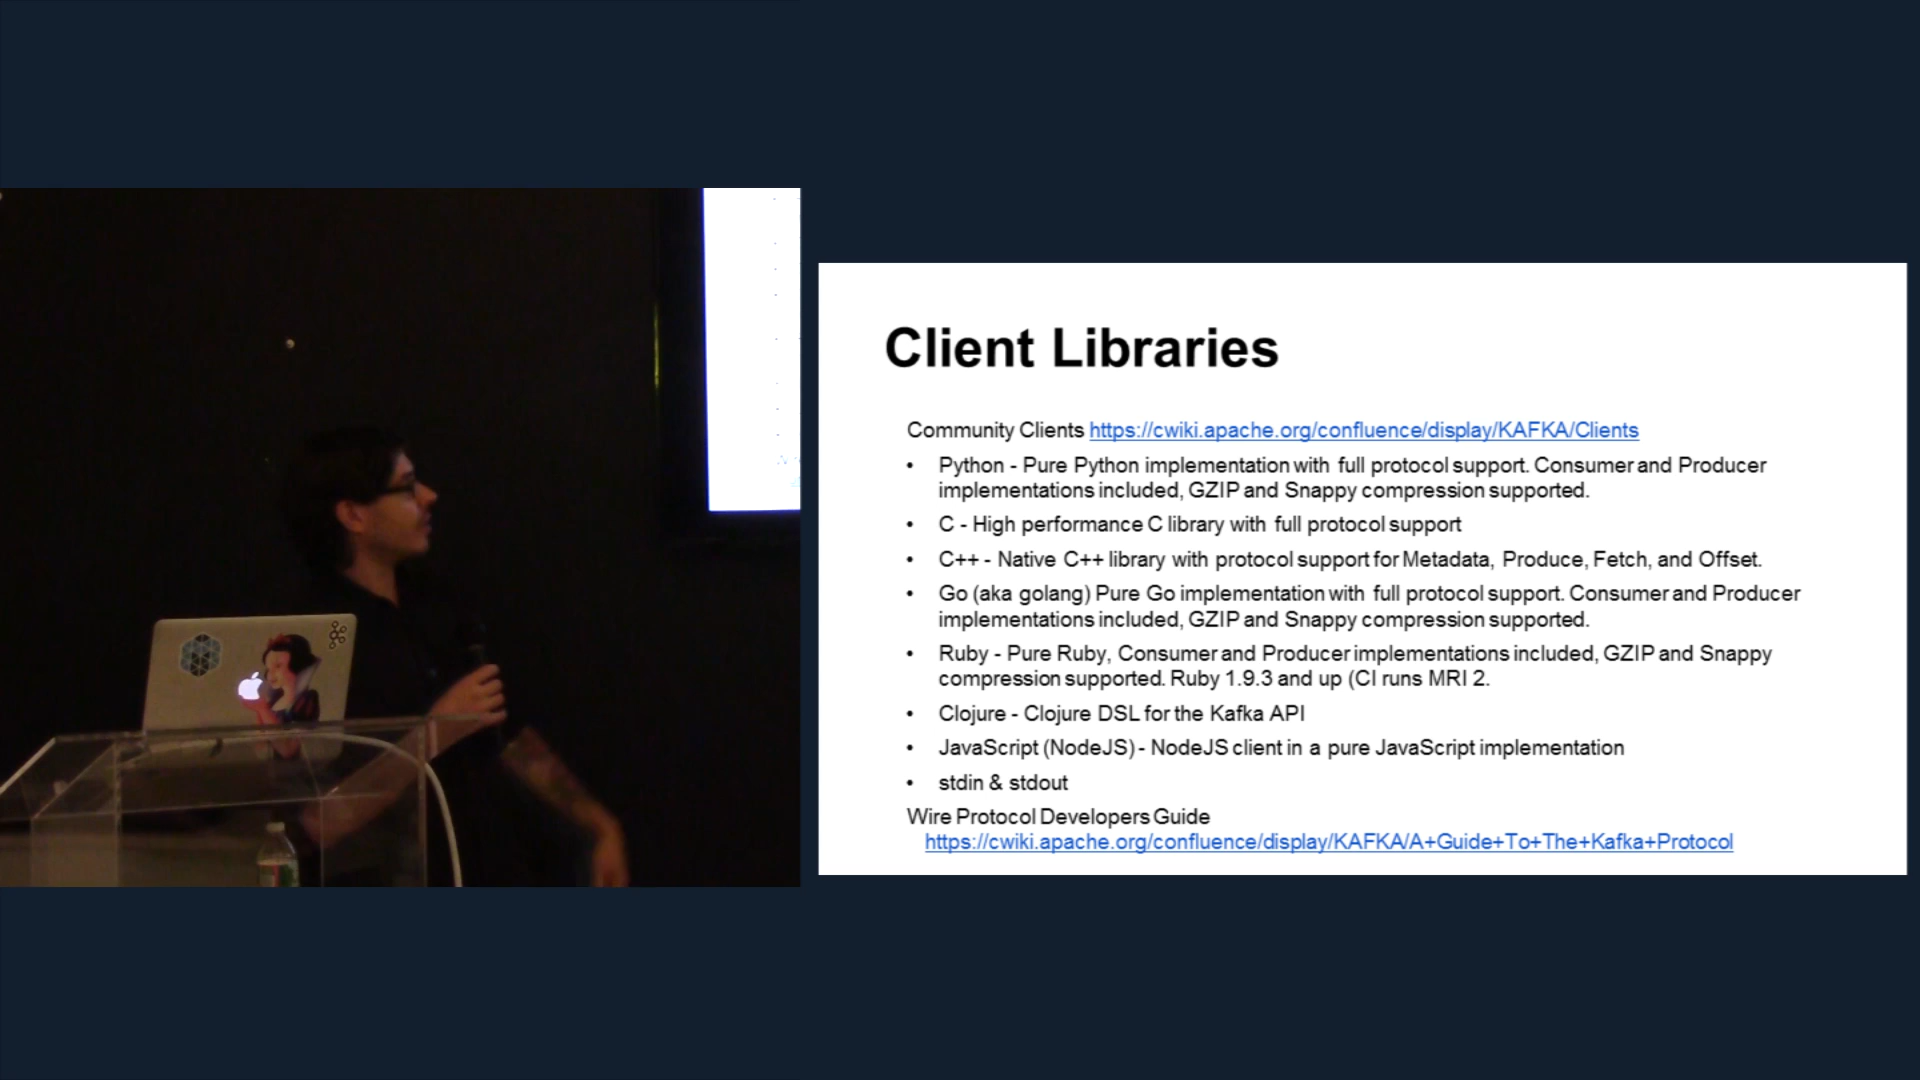 Client Libraries
Community Clients https://cwiki.apache.org/confluence/display/KAFKA/Clients
• Python - Pure Python implementation with full protocol support. Consumer and Producer
implementations included, GZIP and Snappy compression supported.
• C - High performance C library with full protocol support
• C++ - Native C++ library with protocol support for Metadata, Produce, Fetch, and Offset.
• Go (aka golang) Pure Go implementation with full protocol support. Consumer and Producer
implementations included, GZIP and Snappy compression supported.
• Ruby - Pure Ruby, Consumer and Producer implementations included, GZIP and Snappy
compression supported. Ruby 1.9.3 and up (CI runs MRI 2.
• Clojure - Clojure DSL for the Kafka API
• JavaScript (NodeJS) - NodeJS client in a pure JavaScript implementation
• stdin & stdout
Wire Protocol Developers Guide
https://cwiki.apache.org/confluence/display/KAFKA/A+Guide+To+The+Kafka+Protocol